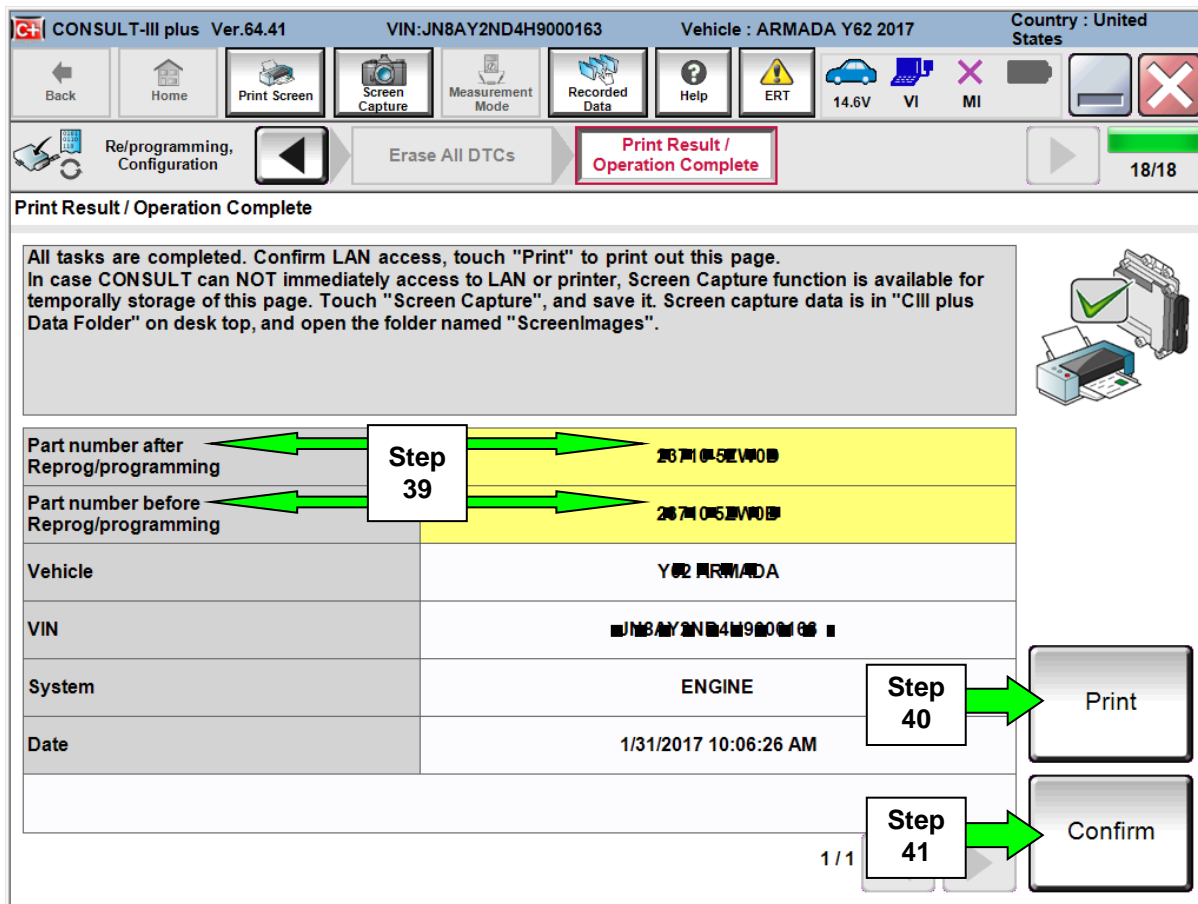 C+ CONSULT-III plus Ver.64.41 VIN:JN8AY2ND4H9000163 Vehicle : ARMADA Y62 2017 Country : United States
Back Home Print Screen Screen Capture Measurement Mode Recorded Data Help ERT 14.6V VI MI
Re/programming, Configuration Erase All DTCs Print Result / Operation Complete 18/18
Print Result / Operation Complete
All tasks are completed. Confirm LAN access, touch "Print" to print out this page.
In case CONSULT can NOT immediately access to LAN or printer, Screen Capture function is available for
temporally storage of this page. Touch "Screen Capture", and save it. Screen capture data is in "CIII plus
Data Folder" on desk top, and open the folder named "ScreenImages".
Part number after
Reprog/programming
Step
39
Part number before
Reprog/programming
Vehicle
VIN
System ENGINE
Step
40
Print
Date 1/31/2017 10:06:26 AM
Step
41
Confirm
1 / 1